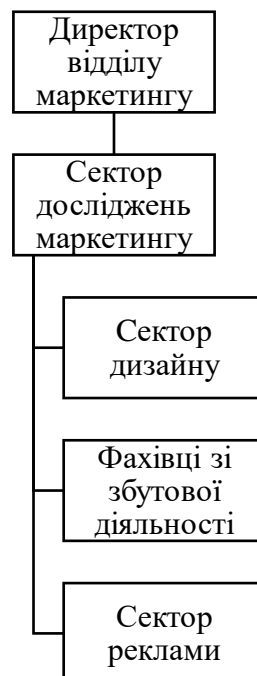 Директор
відділу
маркетингу
Сектор
досліджень
маркетингу
Сектор
дизайну
Фахівці зі
збутової
діяльності
Сектор
реклами